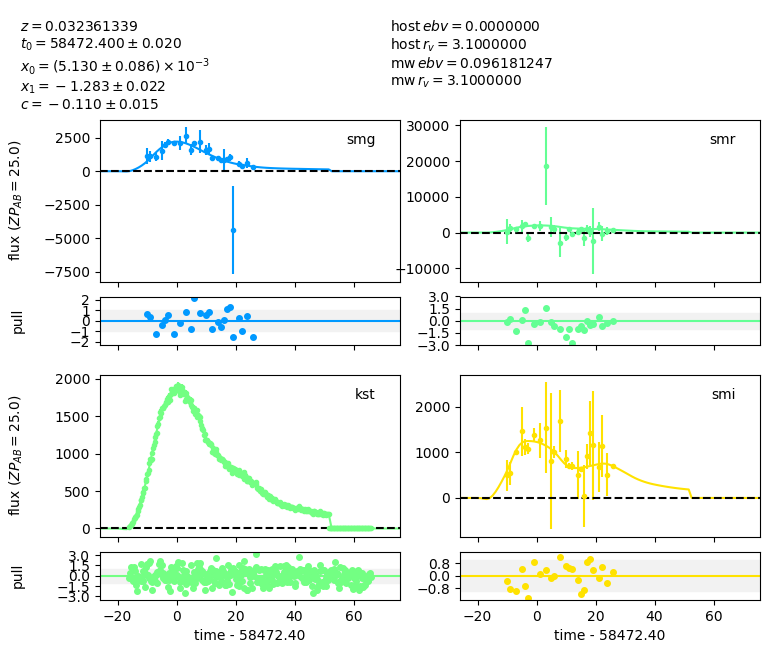 z = 0.032361339
t₀ = 58472.400 ± 0.020
x₀ = (5.130 ± 0.086) × 10⁻³
x₁ = −1.283 ± 0.022
c = −0.110 ± 0.015
host ebv = 0.0000000
host r_v = 3.1000000
mw ebv = 0.096181247
mw r_v = 3.1000000
flux (ZP_AB = 25.0)
2500
0
−2500
−5000
−7500
smg
30000
20000
10000
0
−10000
smr
pull
2
1
0
−1
−2
3.0
1.5
0.0
−1.5
−3.0
flux (ZP_AB = 25.0)
2000
1500
1000
500
0
kst
2000
1000
0
smi
pull
3.0
1.5
0.0
−1.5
−3.0
−20 0 20 40 60
time - 58472.40
0.8
0.0
−0.8
−20 0 20 40 60
time - 58472.40